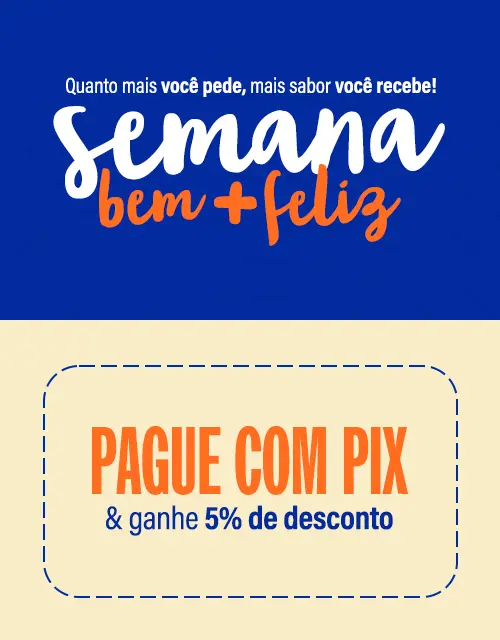 Quanto mais você pede, mais sabor você recebe!
semana
bem + feliz
PAGUE COM PIX
& ganhe 5% de desconto